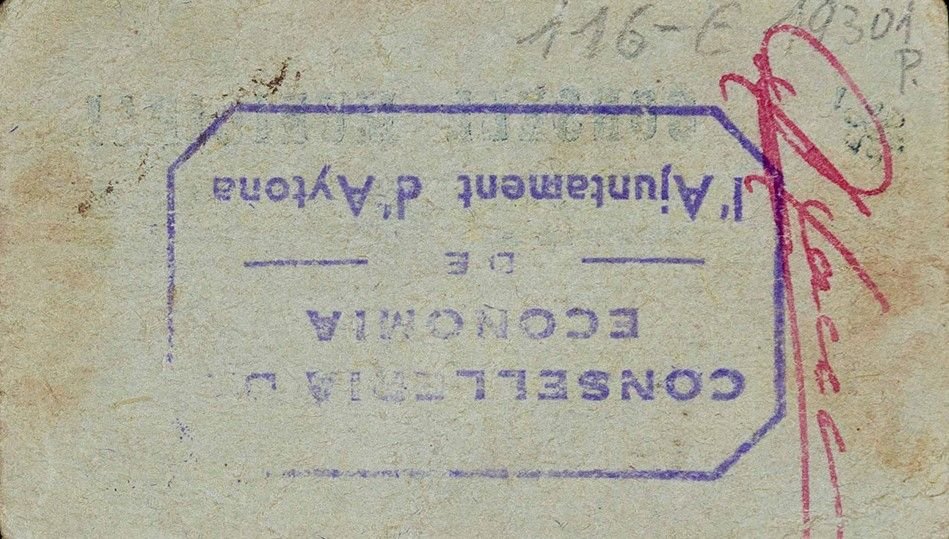 116-E 19301
P.
CONSELLERIA D
ECONOMIA
DE
l'Ajuntament d'Aytona